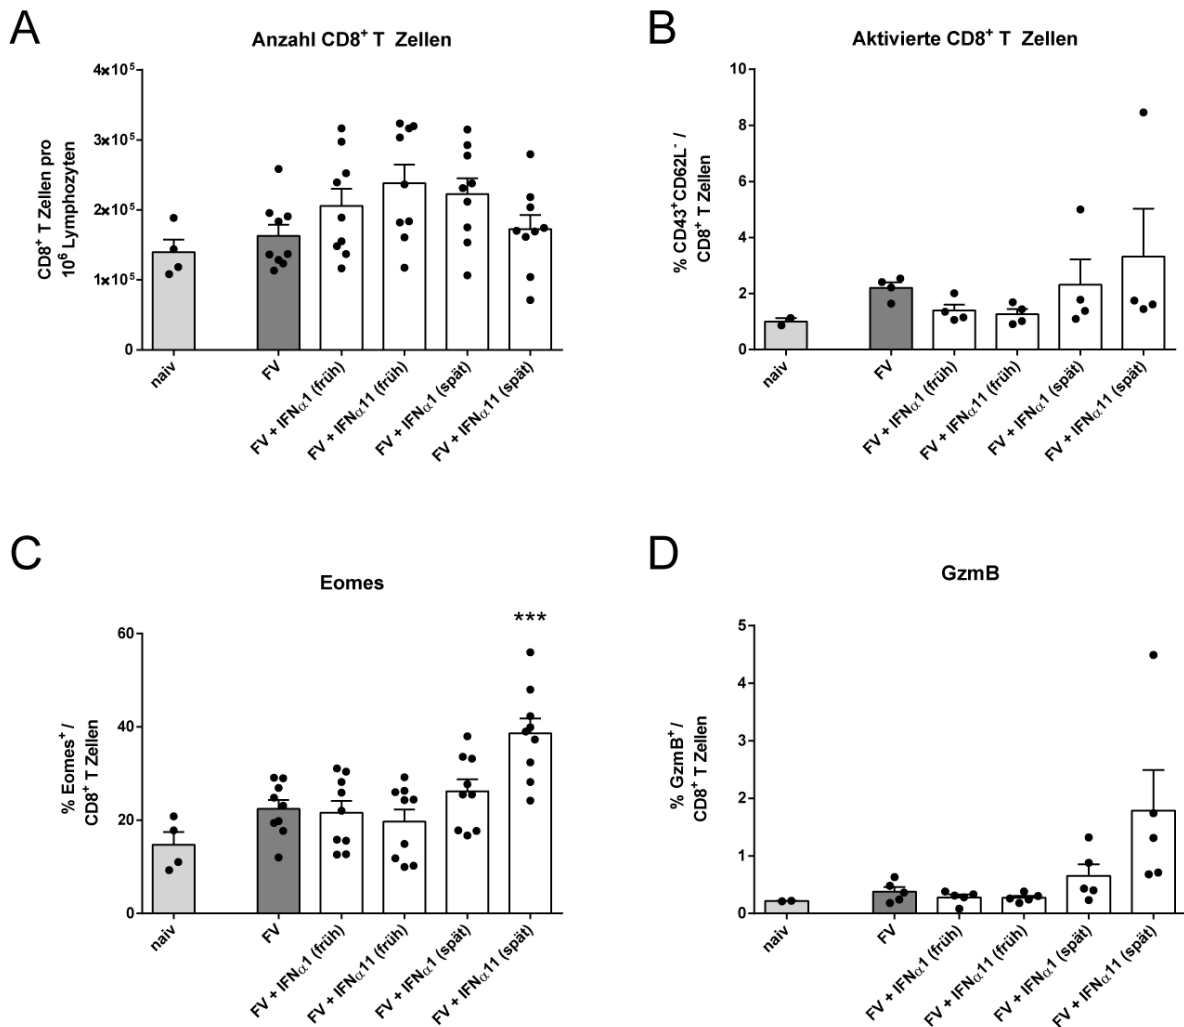 A
Anzahl CD8⁺ T Zellen
CD8⁺ T Zellen pro
10⁶ Lymphozyten
4×10⁵
3×10⁵
2×10⁵
1×10⁵
0
naiv
FV
FV + IFNα1 (früh)
FV + IFNα11 (früh)
FV + IFNα1 (spät)
FV + IFNα11 (spät)
B
Aktivierte CD8⁺ T Zellen
% CD43⁺CD62L⁻ /
CD8⁺ T Zellen
10
8
6
4
2
0
naiv
FV
FV + IFNα1 (früh)
FV + IFNα11 (früh)
FV + IFNα1 (spät)
FV + IFNα11 (spät)
C
Eomes
% Eomes⁺ /
CD8⁺ T Zellen
60
40
20
0
***
naiv
FV
FV + IFNα1 (früh)
FV + IFNα11 (früh)
FV + IFNα1 (spät)
FV + IFNα11 (spät)
D
GzmB
% GzmB⁺ /
CD8⁺ T Zellen
5
4
3
2
1
0
naiv
FV
FV + IFNα1 (früh)
FV + IFNα11 (früh)
FV + IFNα1 (spät)
FV + IFNα11 (spät)